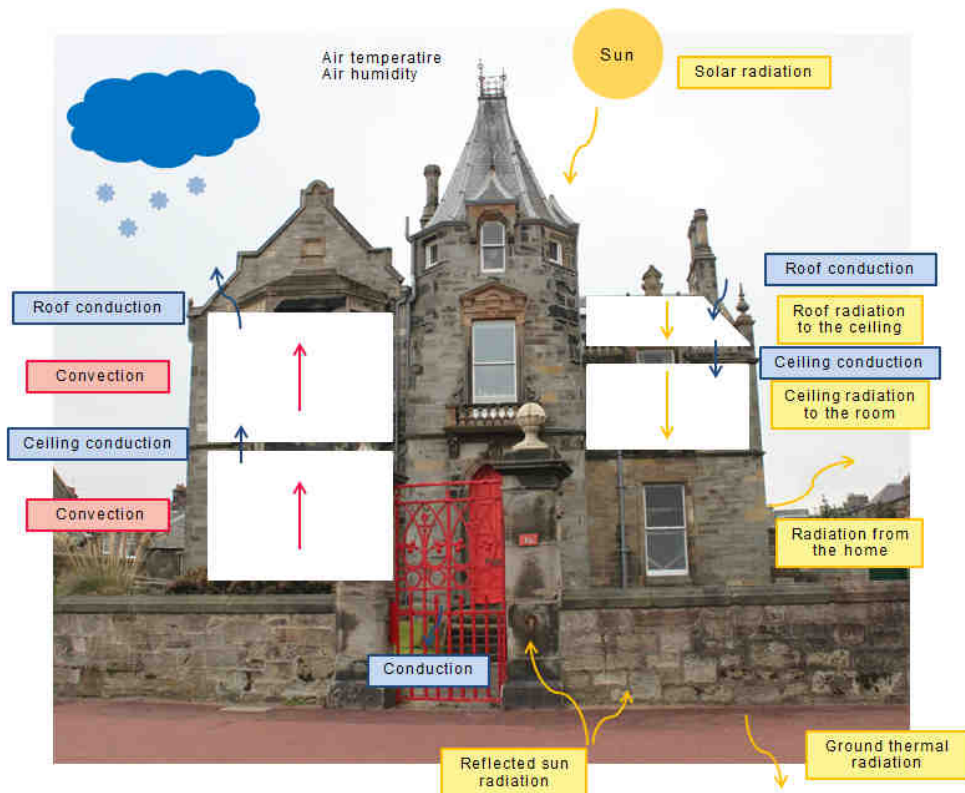 Air temperatire
Air humidity
Sun
Solar radiation
Roof conduction
Convection
Ceiling conduction
Convection
Roof conduction
Roof radiation
to the ceiling
Ceiling conduction
Ceiling radiation
to the room
Radiation from
the home
Conduction
Reflected sun
radiation
Ground thermal
radiation